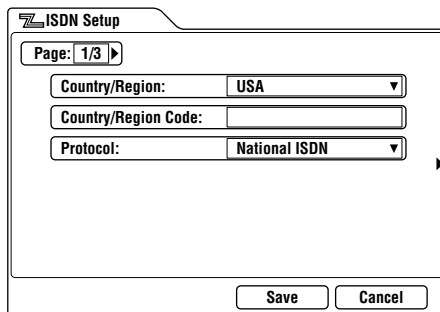 ISDN Setup
Page: 1/3
Country/Region: USA
Country/Region Code:
Protocol: National ISDN
Save Cancel